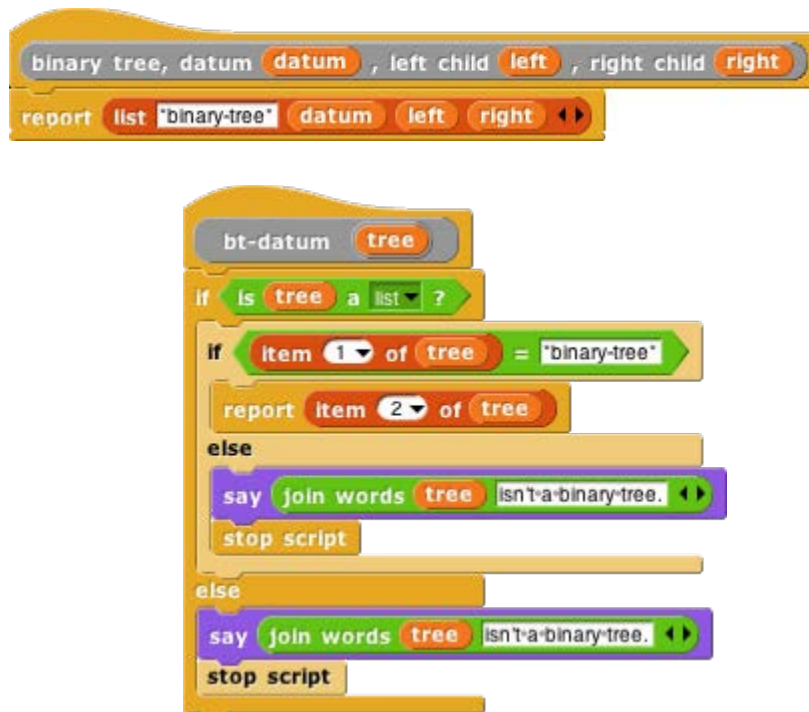 binary tree, datum datum , left child left , right child right
report list "binary-tree" datum left right
bt-datum tree
if is tree a list ?
if item 1 of tree = "binary-tree"
report item 2 of tree
else
say join words tree isn't a binary tree.
stop script
else
say join words tree isn't a binary tree.
stop script